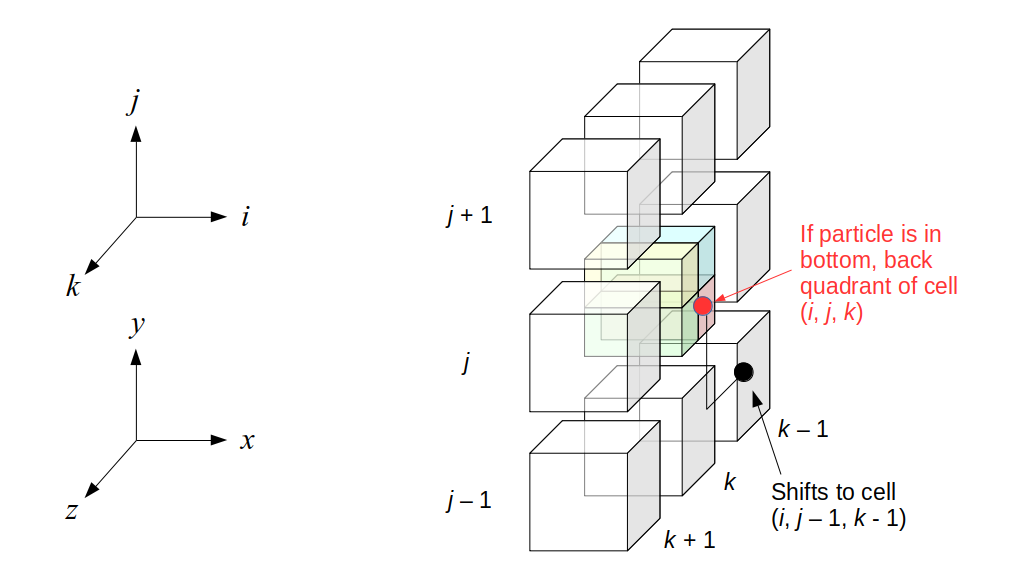 j
i
k
y
x
z
j + 1
j
j – 1
k + 1
k
k – 1
If particle is in
bottom, back
quadrant of cell
(i, j, k)
Shifts to cell
(i, j – 1, k - 1)